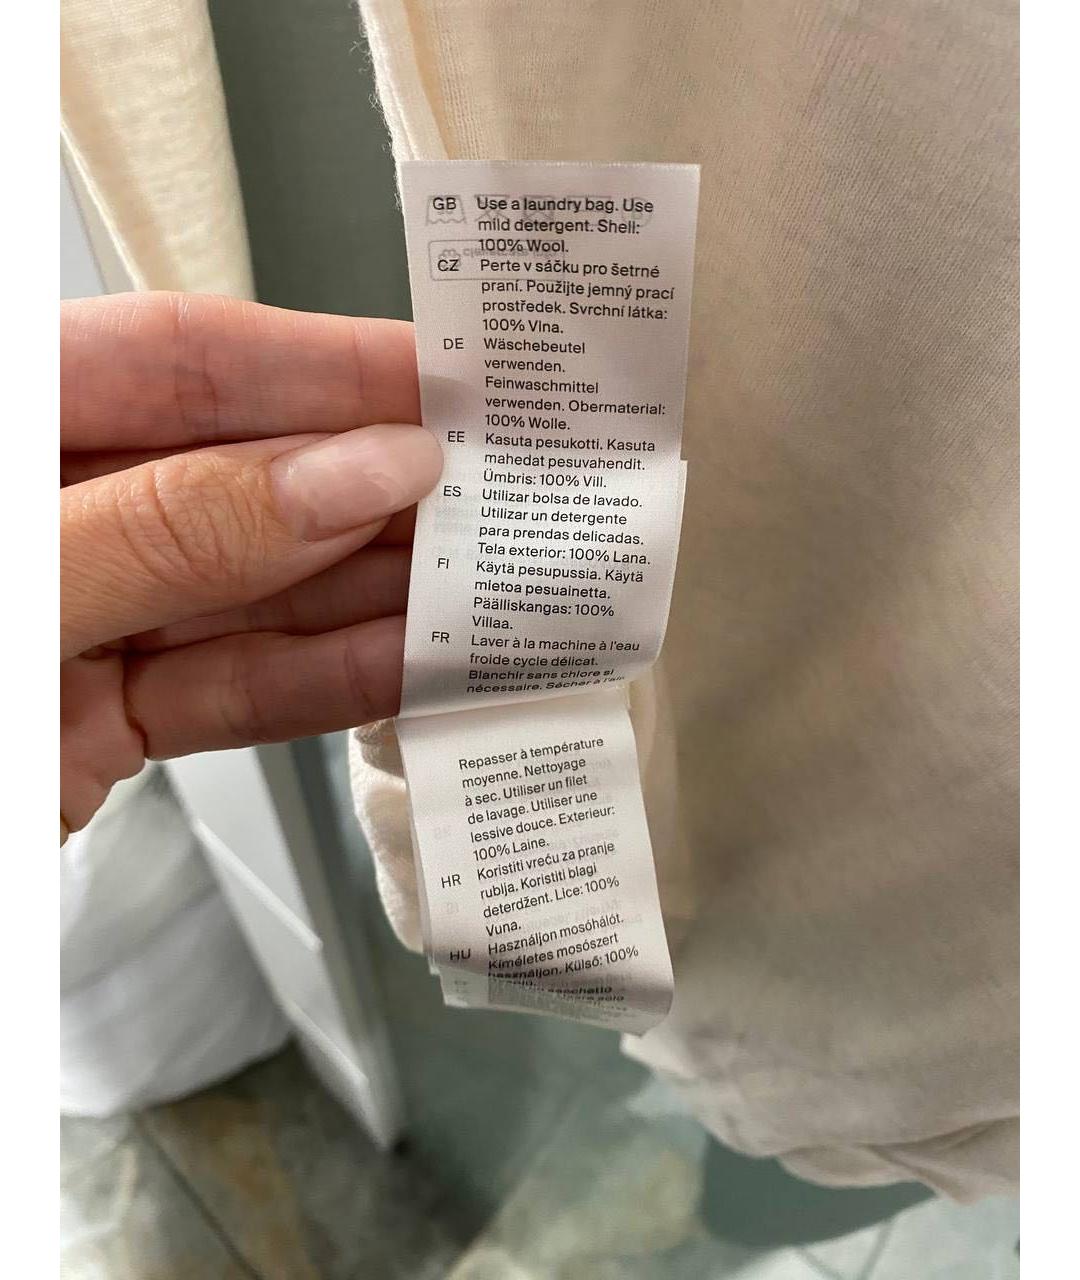 GB Use a laundry bag. Use
mild detergent. Shell:
100% Wool.
CZ Perte v sáčku pro šetrné
praní. Použijte jemný prací
prostředek. Svrchní látka:
100% Vlna.
DE Wäschebeutel
verwenden.
Feinwaschmittel
verwenden. Obermaterial:
100% Wolle.
EE Kasuta pesukotti. Kasuta
mahedat pesuvahendit.
Ümbris: 100% Vill.
ES Utilizar bolsa de lavado.
Utilizar un detergente
para prendas delicadas.
Tela exterior: 100% Lana.
FI Käytä pesupussia. Käytä
mietoa pesuainetta.
Päälliskangas: 100%
Villaa.
FR Laver à la machine à l'eau
froide cycle délicat.
Blanchir sans chlore si
nécessaire. Sécher à l'air
Repasser à température
moyenne. Nettoyage
à sec. Utiliser un filet
de lavage. Utiliser une
lessive douce. Exterieur:
100% Laine.
HR Koristiti vreću za pranje
rublja. Koristiti blagi
deterdžent. Lice: 100%
Vuna.
HU Használjon mosóhálót.
Kíméletes mosószert
használjon. Külső: 100%
sacchetto